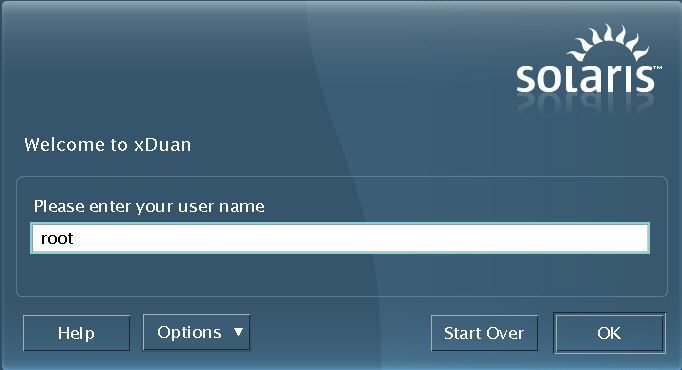 solaris™
Welcome to xDuan
Please enter your user name
root
Help
Options ▼
Start Over
OK